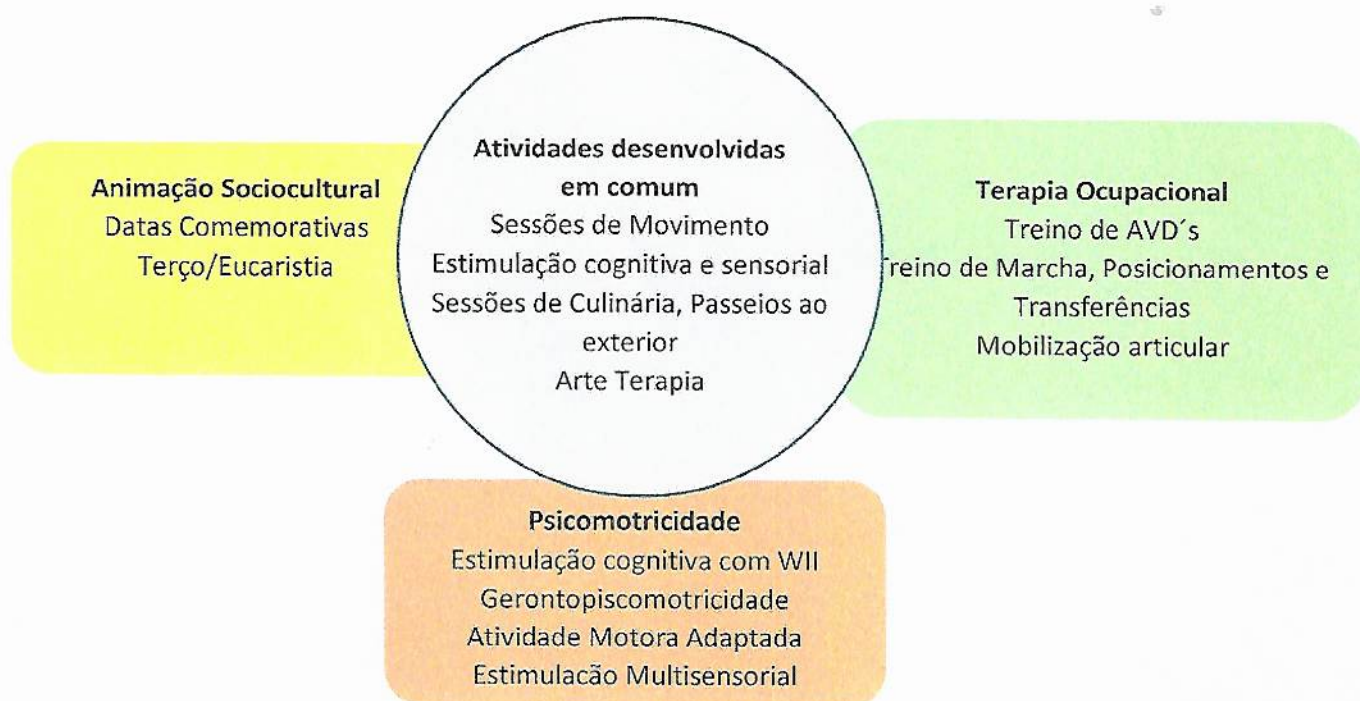 Atividades desenvolvidas
em comum
Sessões de Movimento
Estimulação cognitiva e sensorial
Sessões de Culinária, Passeios ao
exterior
Arte Terapia
Animação Sociocultural
Datas Comemorativas
Terço/Eucaristia
Terapia Ocupacional
Treino de AVD´s
Treino de Marcha, Posicionamentos e
Transferências
Mobilização articular
Psicomotricidade
Estimulação cognitiva com WII
Gerontopiscomotricidade
Atividade Motora Adaptada
Estimulacão Multisensorial